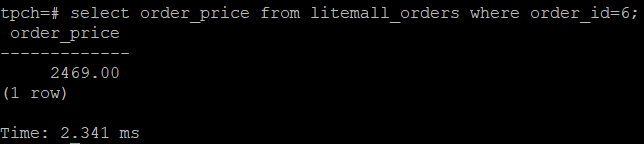 tpch=# select order_price from litemall_orders where order_id=6;
order_price
-------------
2469.00
(1 row)
Time: 2.341 ms